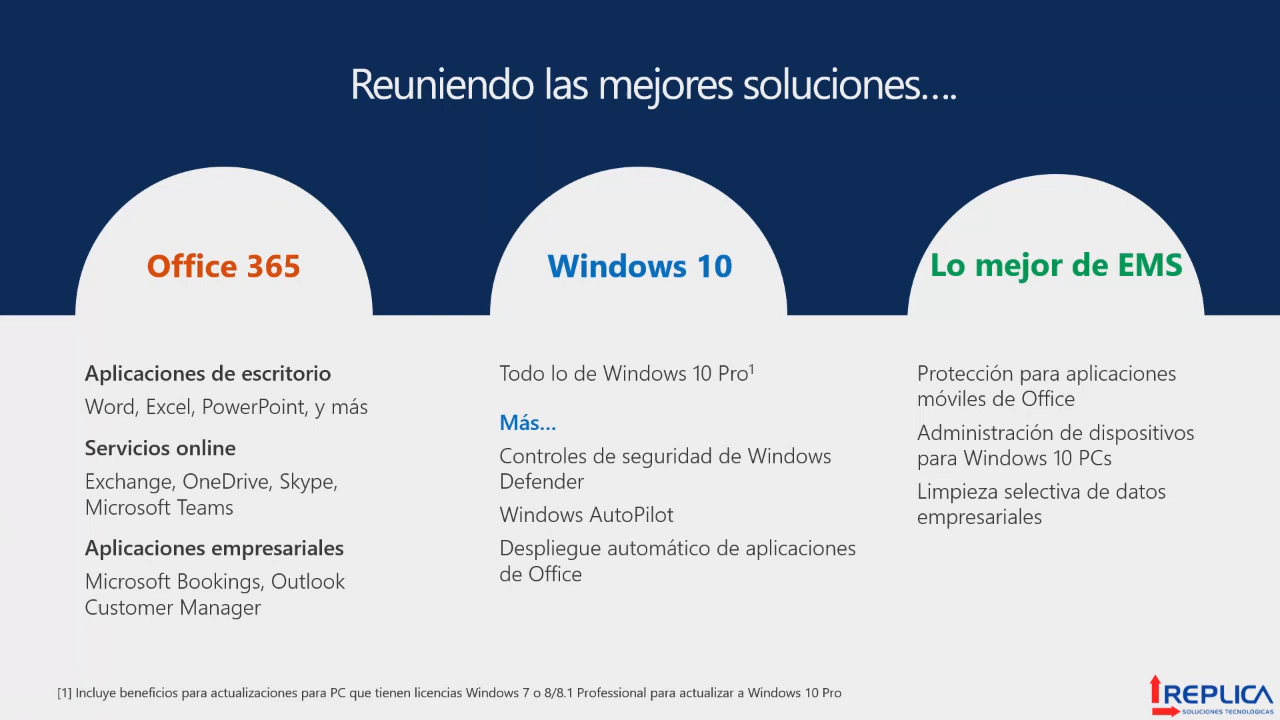 Reuniendo las mejores soluciones....
Office 365
Aplicaciones de escritorio
Word, Excel, PowerPoint, y más
Servicios online
Exchange, OneDrive, Skype,
Microsoft Teams
Aplicaciones empresariales
Microsoft Bookings, Outlook
Customer Manager
Windows 10
Todo lo de Windows 10 Pro¹
Más...
Controles de seguridad de Windows
Defender
Windows AutoPilot
Despliegue automático de aplicaciones
de Office
Lo mejor de EMS
Protección para aplicaciones
móviles de Office
Administración de dispositivos
para Windows 10 PCs
Limpieza selectiva de datos
empresariales
[1] Incluye beneficios para actualizaciones para PC que tienen licencias Windows 7 o 8/8.1 Professional para actualizar a Windows 10 Pro
REPLICA
SOLUCIONES TECNOLÓGICAS